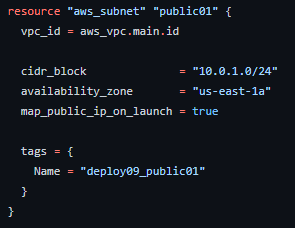 resource "aws_subnet" "public01" {
  vpc_id = aws_vpc.main.id

  cidr_block              = "10.0.1.0/24"
  availability_zone       = "us-east-1a"
  map_public_ip_on_launch = true

  tags = {
    Name = "deploy09_public01"
  }
}